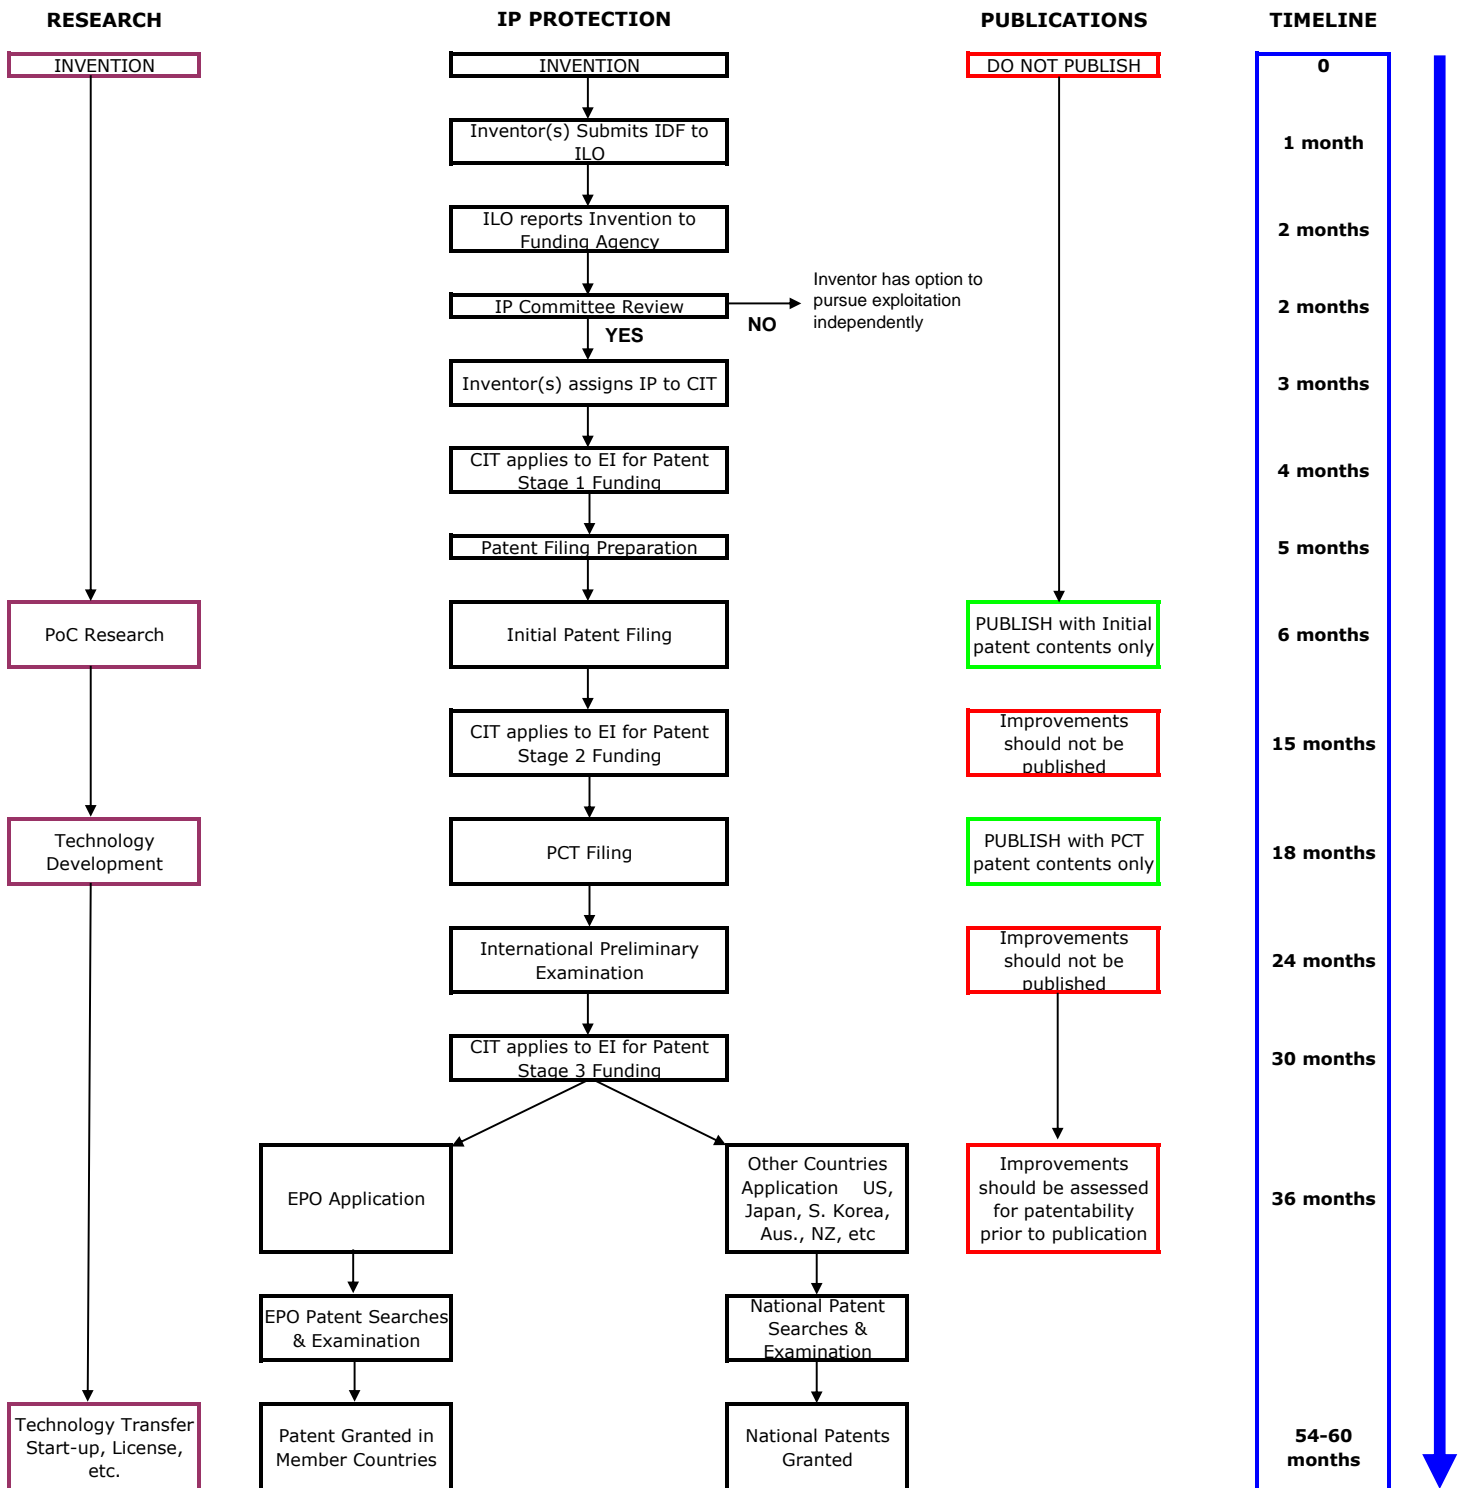 RESEARCH
IP PROTECTION
PUBLICATIONS
TIMELINE
INVENTION
INVENTION
DO NOT PUBLISH
0
Inventor(s) Submits IDF to
ILO
1 month
ILO reports Invention to
Funding Agency
2 months
IP Committee Review
NO
Inventor has option to
pursue exploitation
independently
2 months
YES
Inventor(s) assigns IP to CIT
3 months
CIT applies to EI for Patent
Stage 1 Funding
4 months
Patent Filing Preparation
5 months
PoC Research
Initial Patent Filing
PUBLISH with Initial
patent contents only
6 months
CIT applies to EI for Patent
Stage 2 Funding
Improvements
should not be
published
15 months
Technology
Development
PCT Filing
PUBLISH with PCT
patent contents only
18 months
International Preliminary
Examination
Improvements
should not be
published
24 months
CIT applies to EI for Patent
Stage 3 Funding
30 months
EPO Application
Other Countries
Application US,
Japan, S. Korea,
Aus., NZ, etc
Improvements
should be assessed
for patentability
prior to publication
36 months
EPO Patent Searches
& Examination
National Patent
Searches &
Examination
Technology Transfer
Start-up, License,
etc.
Patent Granted in
Member Countries
National Patents
Granted
54-60
months